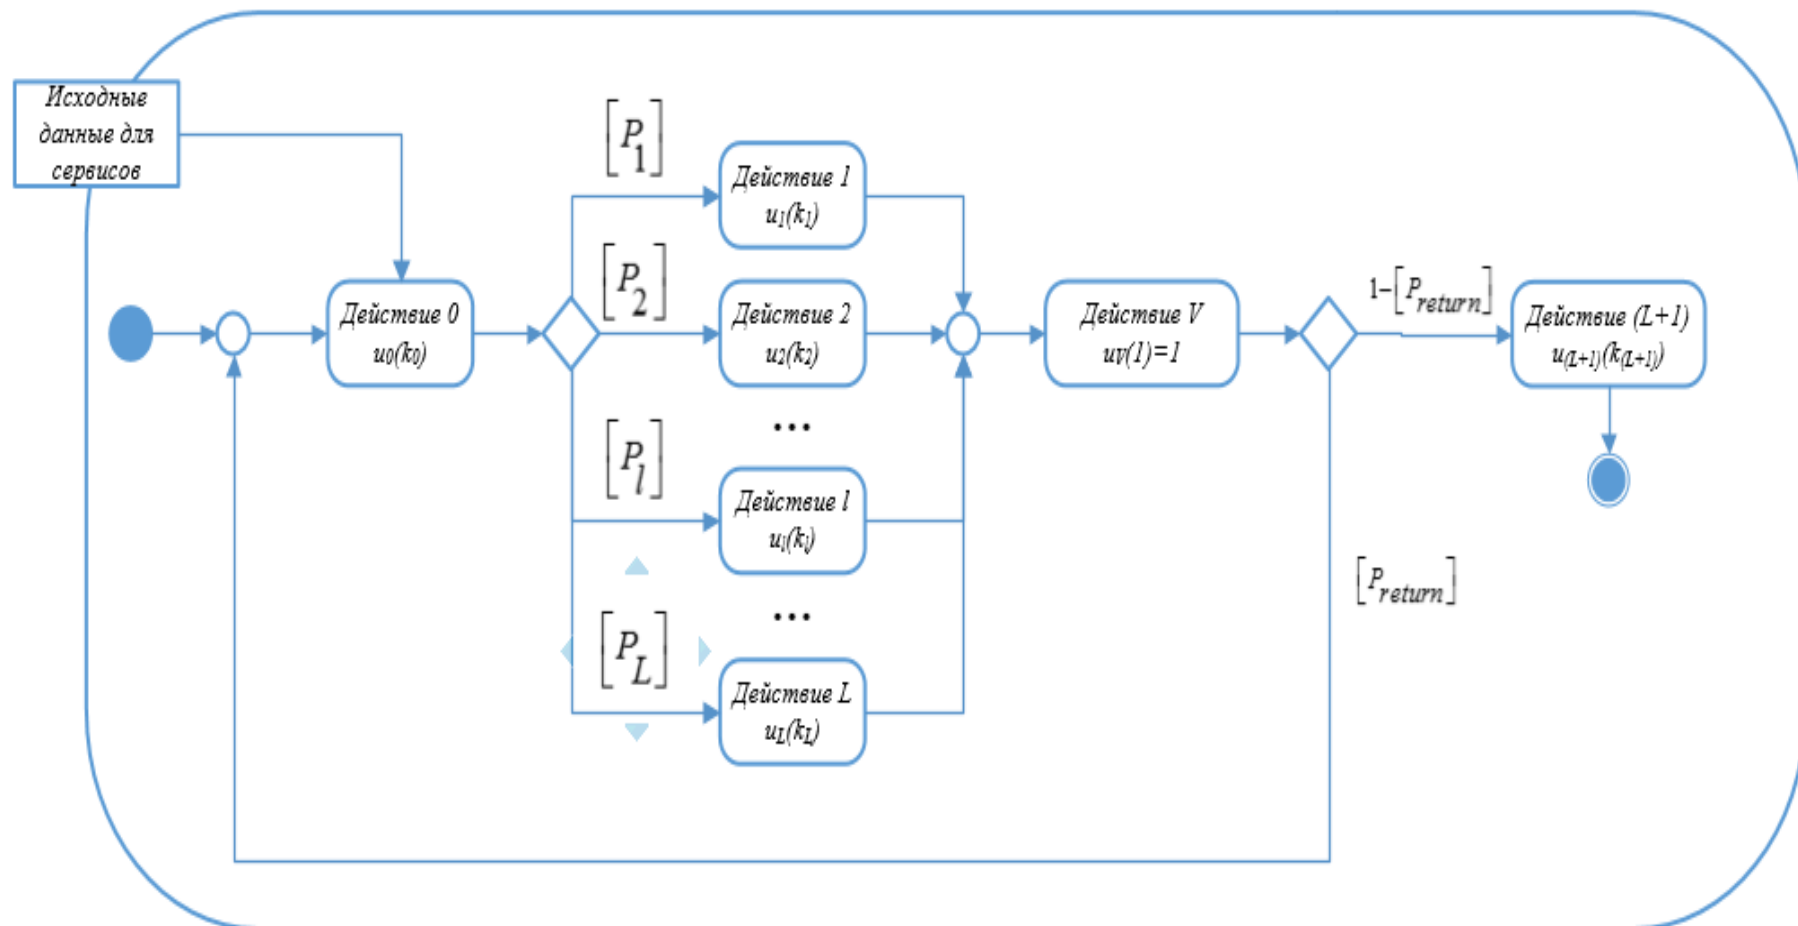 Исходные
данные для
сервисов
[P1]
Действие 1
u1(k1)
[P2]
Действие 0
u0(k0)
Действие 2
u2(k2)
Действие V
uV(1)=1
1-[Preturn]
Действие (L+1)
u(L+1)(k(L+1))
...
[Pl]
Действие l
ul(kl)
[Preturn]
...
[PL]
Действие L
uL(kL)